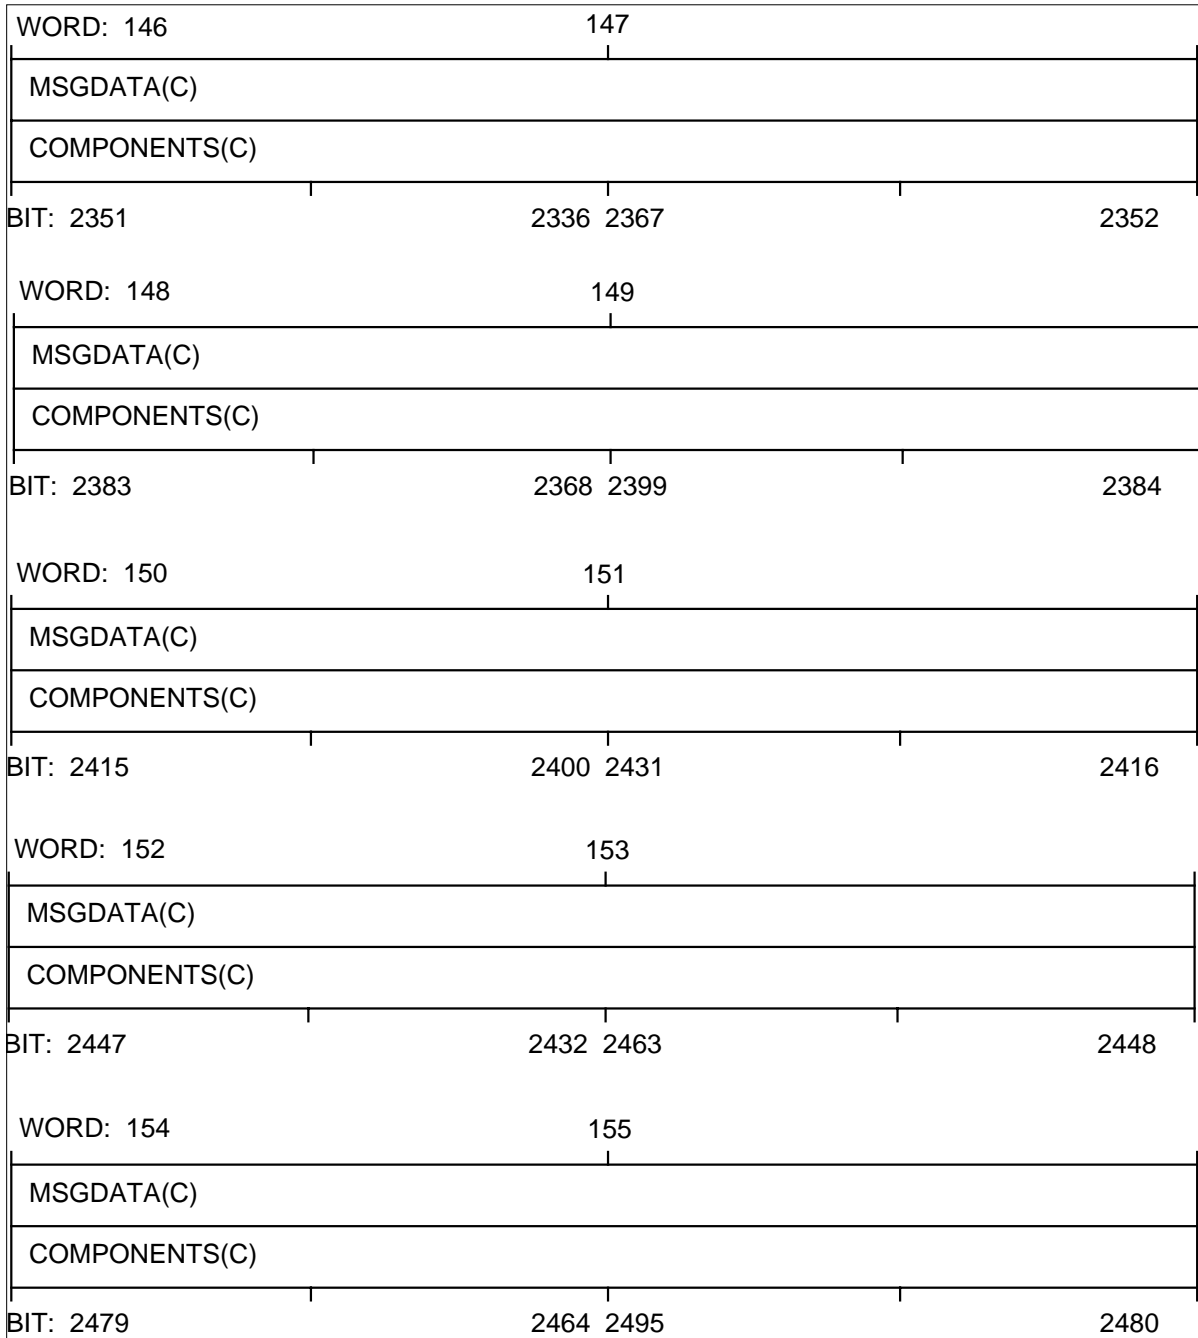 WORD: 146 147
MSGDATA(C)
COMPONENTS(C)
BIT: 2351 2336 2367 2352
WORD: 148 149
MSGDATA(C)
COMPONENTS(C)
BIT: 2383 2368 2399 2384
WORD: 150 151
MSGDATA(C)
COMPONENTS(C)
BIT: 2415 2400 2431 2416
WORD: 152 153
MSGDATA(C)
COMPONENTS(C)
BIT: 2447 2432 2463 2448
WORD: 154 155
MSGDATA(C)
COMPONENTS(C)
BIT: 2479 2464 2495 2480